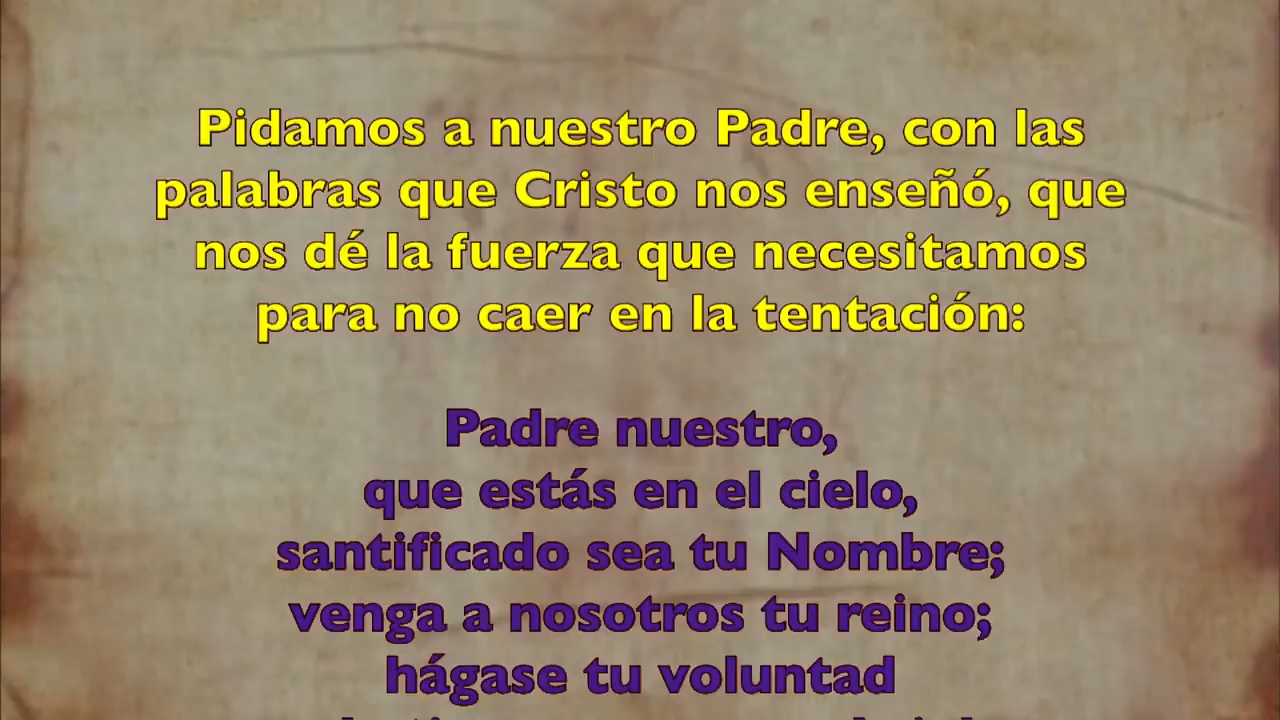 Pidamos a nuestro Padre, con las
palabras que Cristo nos enseñó, que
nos dé la fuerza que necesitamos
para no caer en la tentación:
Padre nuestro,
que estás en el cielo,
santificado sea tu Nombre;
venga a nosotros tu reino;
hágase tu voluntad